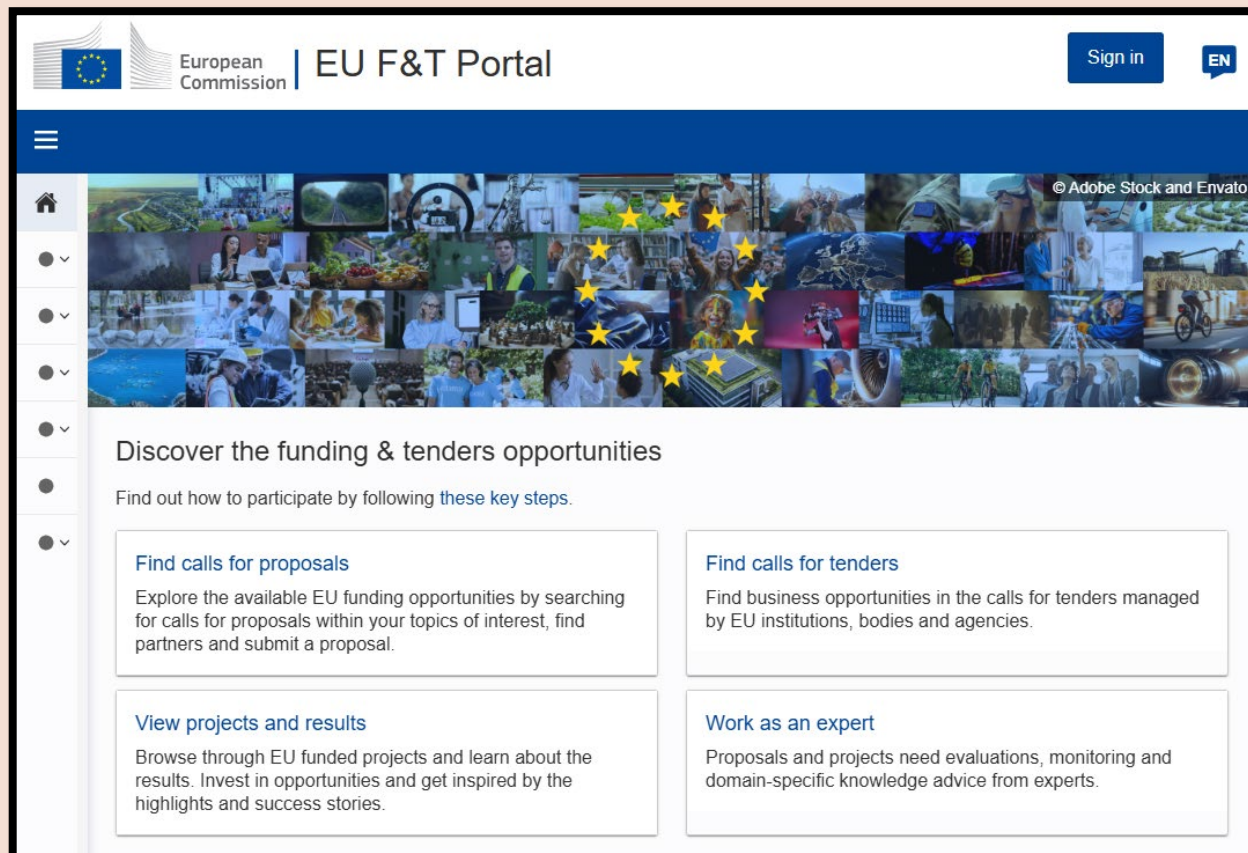 European
Commission
EU F&T Portal
Sign in
EN
© Adobe Stock and Envato
Discover the funding & tenders opportunities
Find out how to participate by following these key steps.
Find calls for proposals
Explore the available EU funding opportunities by searching
for calls for proposals within your topics of interest, find
partners and submit a proposal.
Find calls for tenders
Find business opportunities in the calls for tenders managed
by EU institutions, bodies and agencies.
View projects and results
Browse through EU funded projects and learn about the
results. Invest in opportunities and get inspired by the
highlights and success stories.
Work as an expert
Proposals and projects need evaluations, monitoring and
domain-specific knowledge advice from experts.